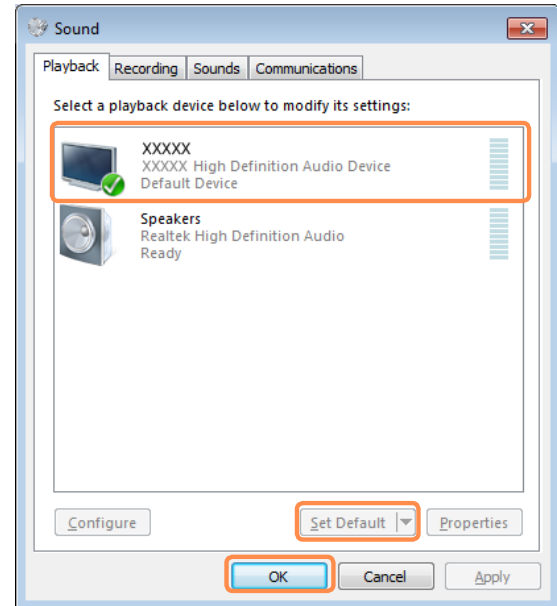 Sound
Playback Recording Sounds Communications
Select a playback device below to modify its settings:
XXXXX
XXXXX High Definition Audio Device
Default Device
Speakers
Realtek High Definition Audio
Ready
Configure Set Default Properties
OK Cancel Apply